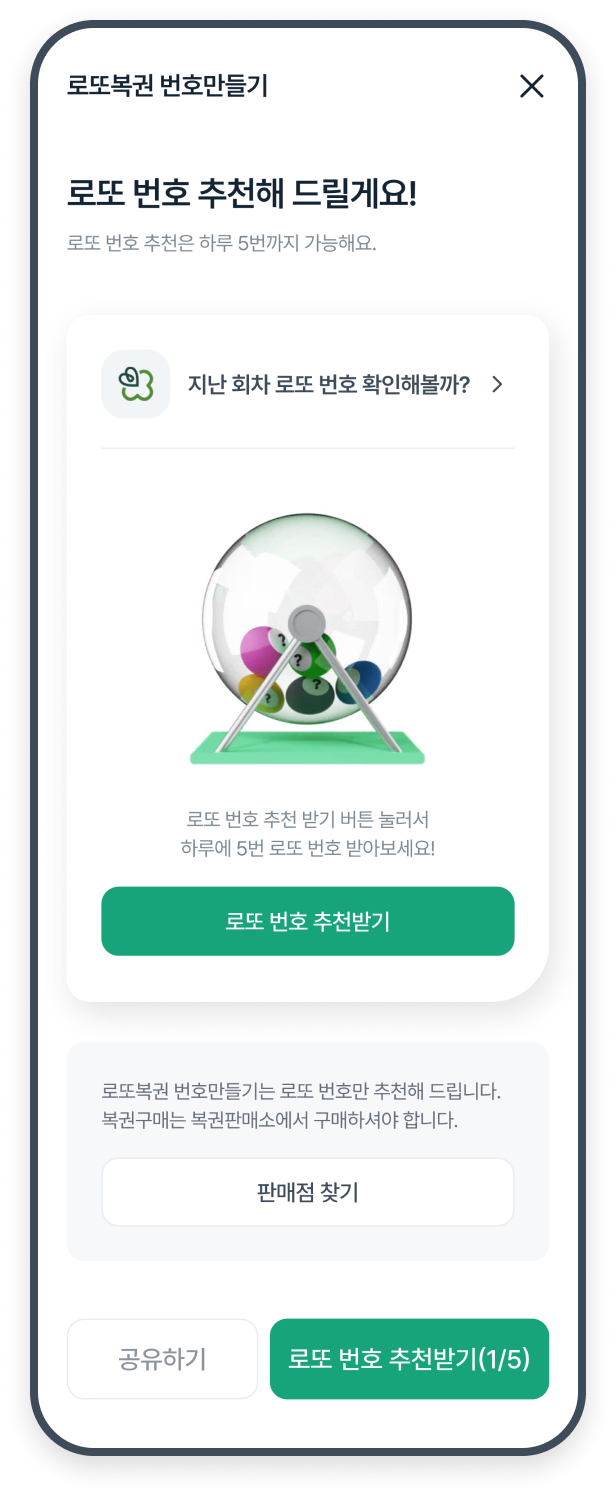 로또복권 번호만들기
로또 번호 추천해 드릴게요!
로또 번호 추천은 하루 5번까지 가능해요.
지난 회차 로또 번호 확인해볼까?
?
?
?
?
로또 번호 추천 받기 버튼 눌러서
하루에 5번 로또 번호 받아보세요!
로또 번호 추천받기
로또복권 번호만들기는 로또 번호만 추천해 드립니다.
복권구매는 복권판매소에서 구매하셔야 합니다.
판매점 찾기
공유하기
로또 번호 추천받기(1/5)